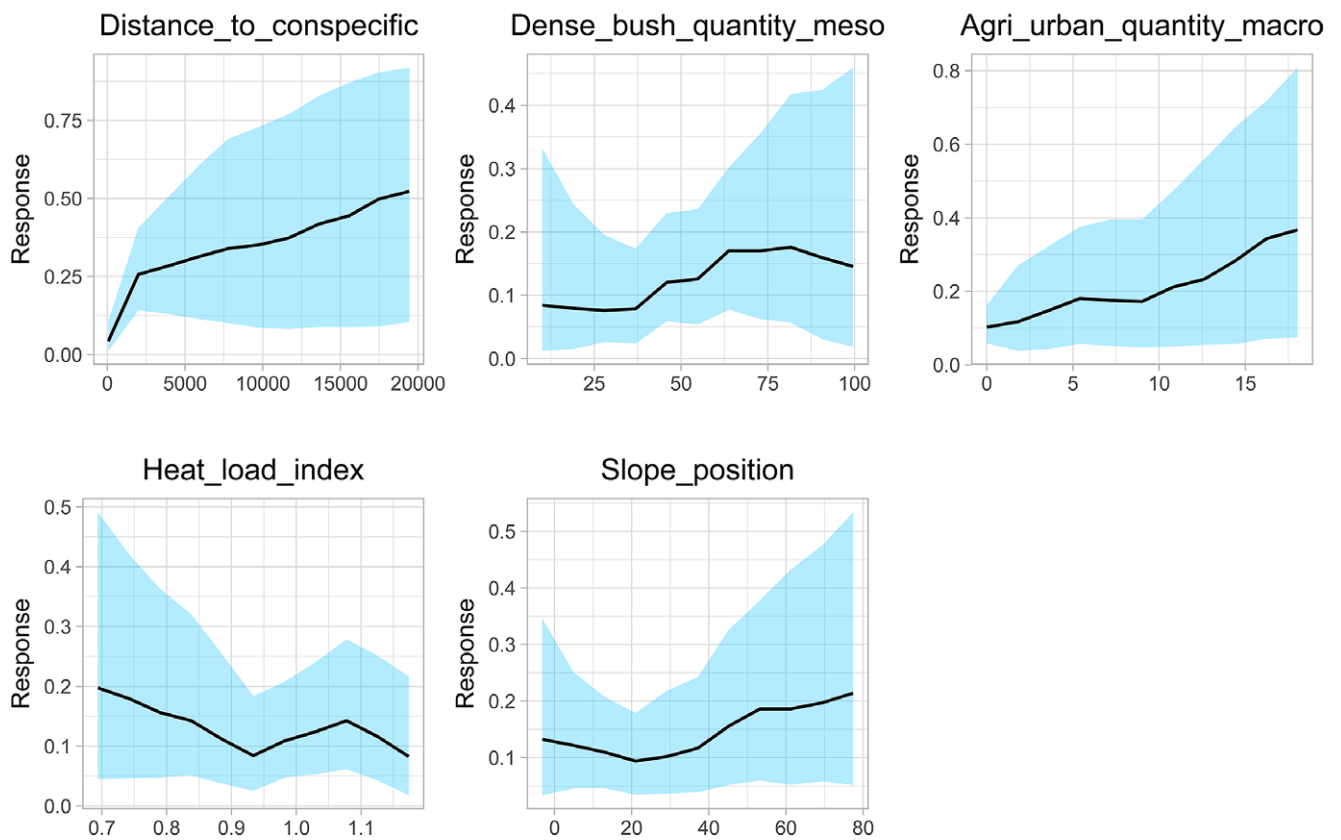 Distance_to_conspecific
Dense_bush_quantity_meso
Agri_urban_quantity_macro
Response
0.75
0.50
0.25
0.00
0 5000 10000 15000 20000
Response
0.4
0.3
0.2
0.1
0.0
25 50 75 100
Response
0.8
0.6
0.4
0.2
0.0
0 5 10 15
Heat_load_index
Slope_position
Response
0.5
0.4
0.3
0.2
0.1
0.0
0.7 0.8 0.9 1.0 1.1
Response
0.5
0.4
0.3
0.2
0.1
0 20 40 60 80